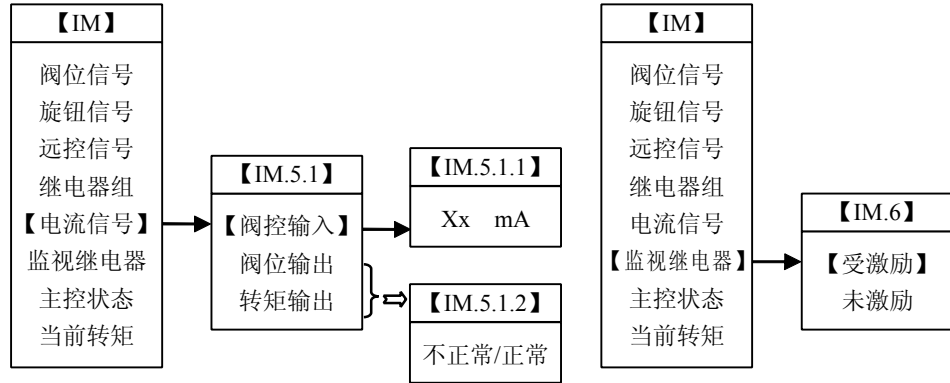 【IM】
阀位信号
旋钮信号
远控信号
继电器组
【电流信号】
监视继电器
主控状态
当前转矩
【IM.5.1】
【阀控输入】
阀位输出
转矩输出
【IM.5.1.1】
Xx mA
【IM.5.1.2】
不正常/正常
【IM】
阀位信号
旋钮信号
远控信号
继电器组
电流信号
【监视继电器】
主控状态
当前转矩
【IM.6】
【受激励】
未激励